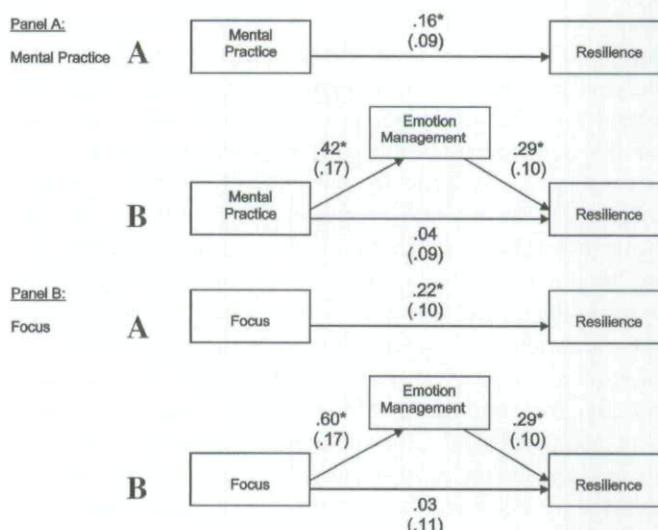 Panel A:
Mental Practice
A
Mental
Practice
.16*
(.09)
Resilience
B
Emotion
Management
.42*
(.17)
.29*
(.10)
Mental
Practice
.04
(.09)
Resilience
Panel B:
Focus
A
Focus
.22*
(.10)
Resilience
B
Emotion
Management
.60*
(.17)
.29*
(.10)
Focus
.03
(.11)
Resilience